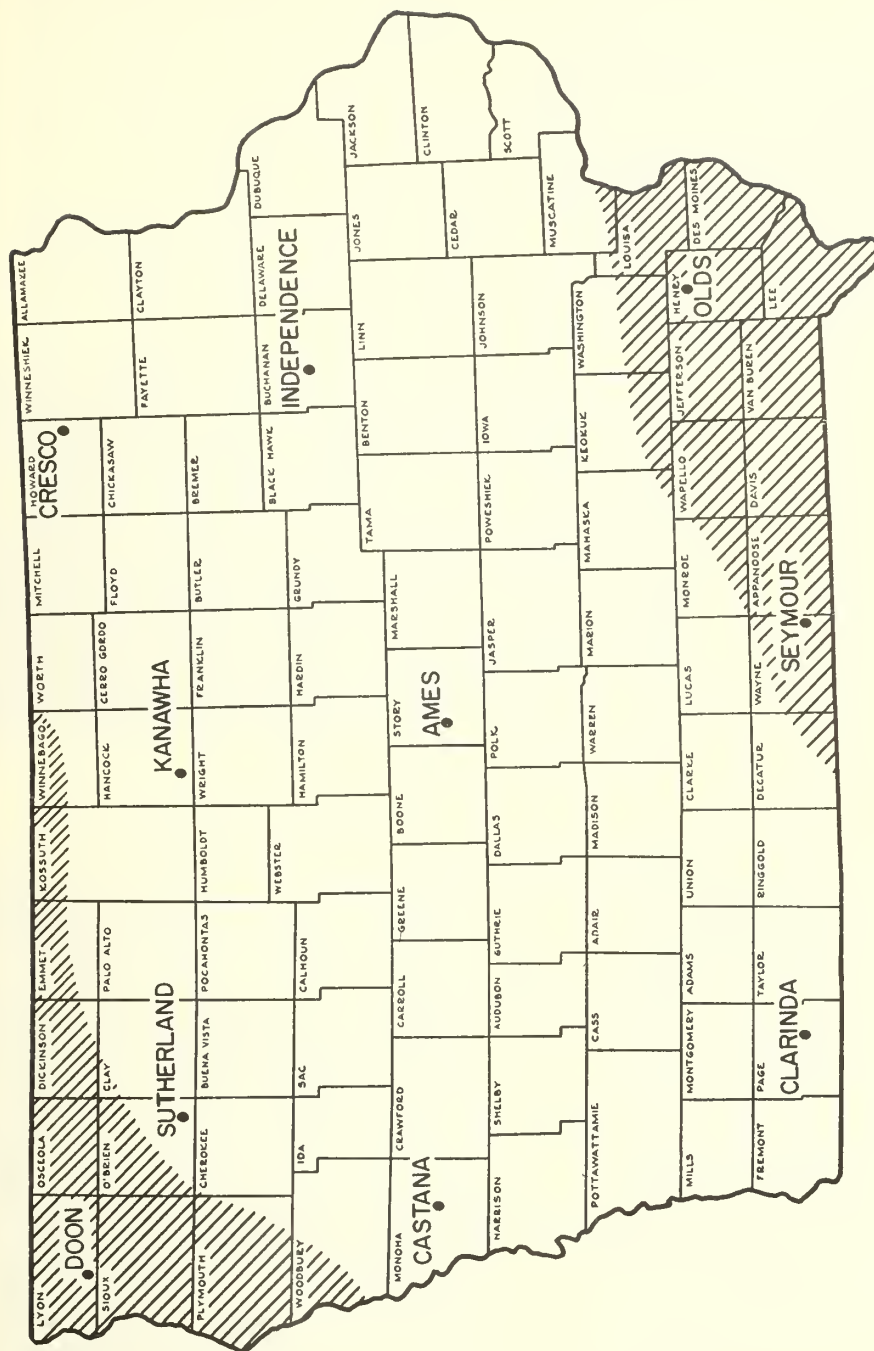 LYON
OSCEOLA
DICKINSON
EMMET
KOSSUTH
WINNEBAGO
WORTH
MITCHELL
HOWARD
WINNESHIEK
ALLAMAKEE
DOON
CRESCO
SIOUX
O'BRIEN
CLAY
PALO ALTO
HANCOCK
CERRO GORDO
FLOYD
CHICKASAW
FAYETTE
CLAYTON
SUTHERLAND
KANAWHA
PLYMOUTH
CHEROKEE
BUENA VISTA
POCAHONTAS
HUMBOLDT
WRIGHT
FRANKLIN
BUTLER
BREMER
BLACK HAWK
BUCHANAN
DELAWARE
DUBUQUE
INDEPENDENCE
WOODBURY
IDA
SAC
CALHOUN
WEBSTER
HAMILTON
HARDIN
GRUNDY
TAMA
BENTON
LINN
JONES
JACKSON
MONOHA
CRAWFORD
CARROLL
GREENE
BOONE
STORY
MARSHALL
CLINTON
CASTANA
AMES
HARRISON
SHELBY
AUDUBON
GUTHRIE
DALLAS
POLK
JASPER
POWESHIEK
IOWA
JOHNSON
CEDAR
SCOTT
MUSCATINE
POTTAWATTAMIE
CASS
ADAIR
MADISON
WARREN
MARION
MAHASKA
KEOKUK
WASHINGTON
LOUISA
MILLS
MONTGOMERY
ADAMS
UNION
CLARKE
LUCAS
MONROE
WAPELLO
JEFFERSON
HENRY
DES MOINES
OLDS
FREMONT
PAGE
TAYLOR
RINGGOLD
DECATUR
WAYNE
APPANOOSE
DAVIS
VAN BUREN
LEE
CLARINDA
SEYMOUR